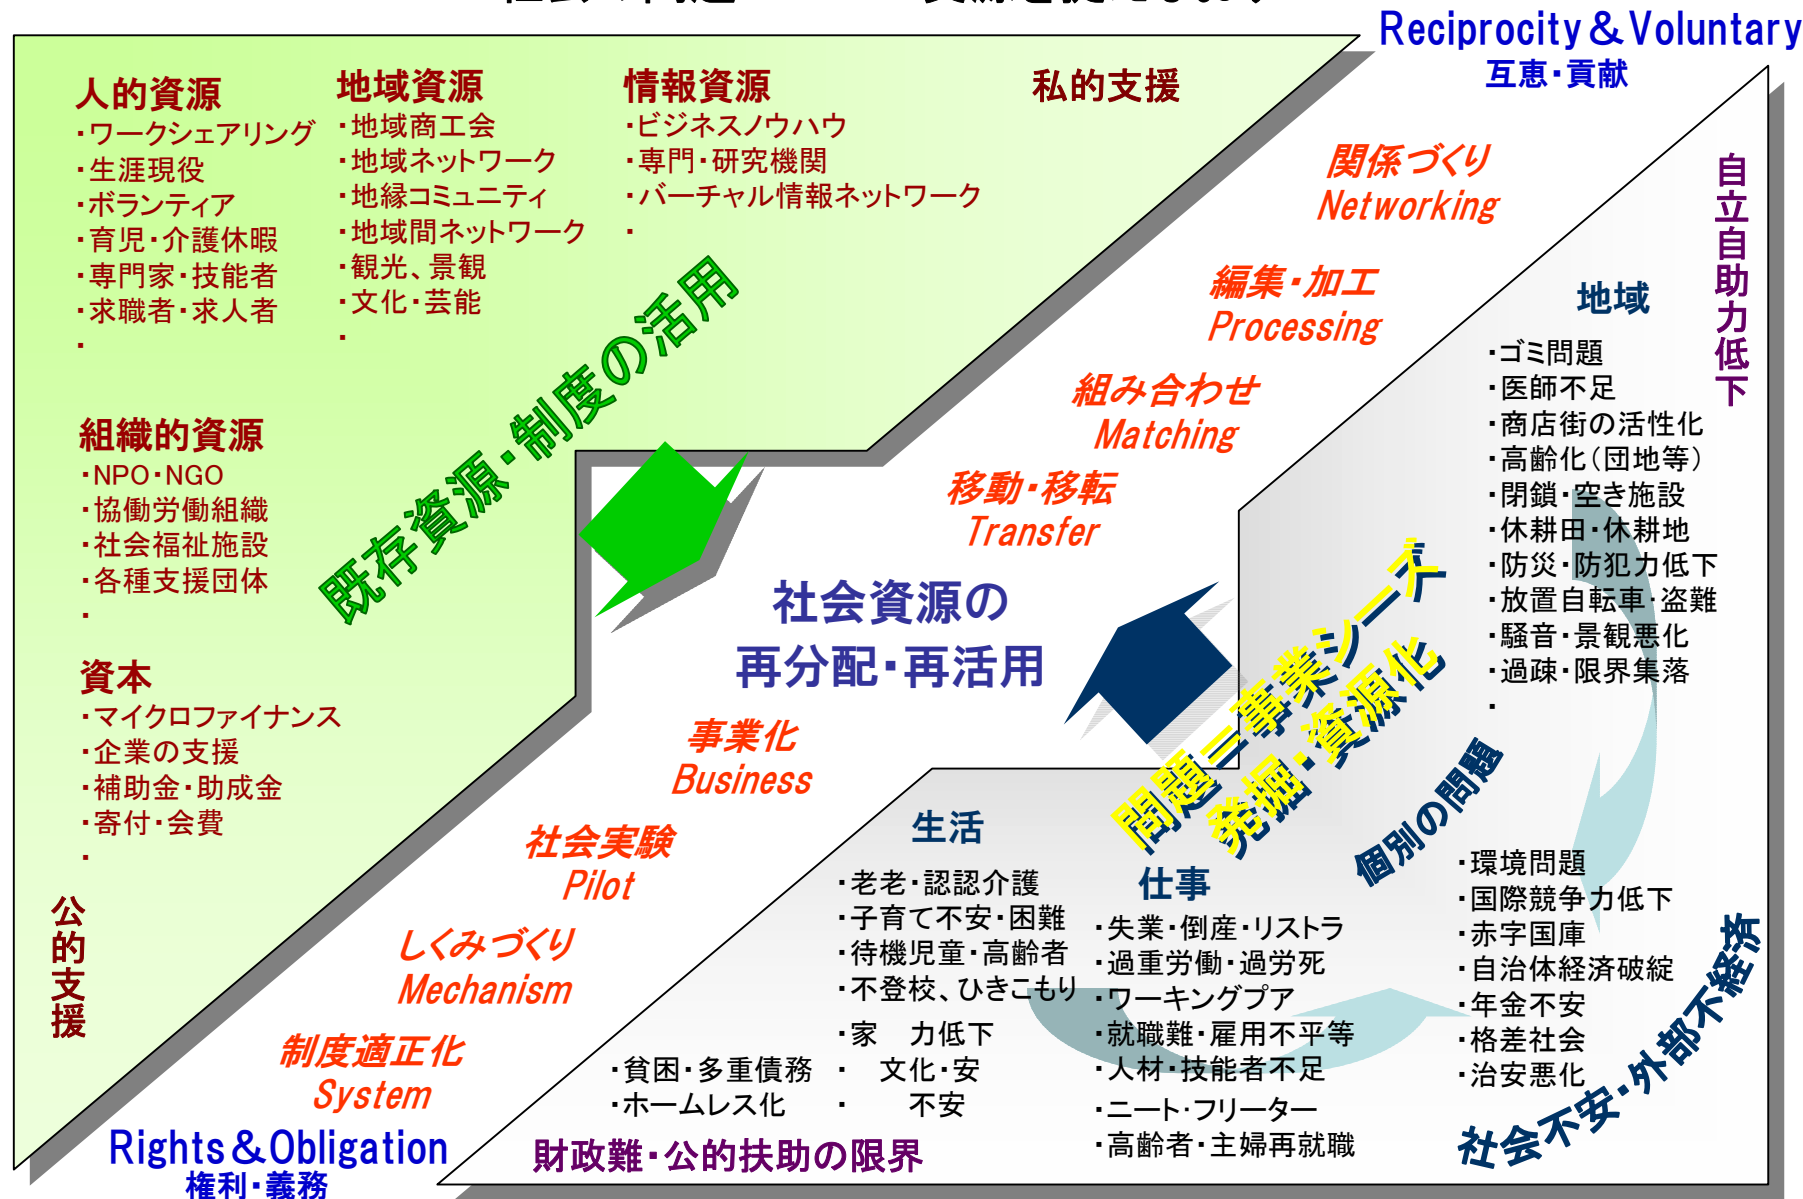 Reciprocity＆Voluntary
互恵・貢献
人的資源
・ワークシェアリング
・生涯現役
・ボランティア
・育児・介護休暇
・専門家・技能者
・求職者・求人者
・
地域資源
・地域商工会
・地域ネットワーク
・地縁コミュニティ
・地域間ネットワーク
・観光、景観
・文化・芸能
・
情報資源
・ビジネスノウハウ
・専門・研究機関
・バーチャル情報ネットワーク
・
私的支援
組織的資源
・NPO・NGO
・協働労働組織
・社会福祉施設
・各種支援団体
・
資本
・マイクロファイナンス
・企業の支援
・補助金・助成金
・寄付・会費
・
公的支援
既存資源・制度の活用
関係づくり
Networking
編集・加工
Processing
組み合わせ
Matching
移動・移転
Transfer
社会資源の
再分配・再活用
事業化
Business
社会実験
Pilot
しくみづくり
Mechanism
制度適正化
System
Rights＆Obligation
権利・義務
自立自助力低下
地域
・ゴミ問題
・医師不足
・商店街の活性化
・高齢化（団地等）
・閉鎖・空き施設
・休耕田・休耕地
・防災・防犯力低下
・放置自転車・盗難
・騒音・景観悪化
・過疎・限界集落
・
問題＝事業シーズ
発掘・資源化
個別の問題
生活
・老老・認認介護
・子育て不安・困難
・待機児童・高齢者
・不登校、ひきこもり
・家　力低下
・　文化・安
・　不安
・貧困・多重債務
・ホームレス化
仕事
・失業・倒産・リストラ
・過重労働・過労死
・ワーキングプア
・就職難・雇用不平等
・人材・技能者不足
・ニート・フリーター
・高齢者・主婦再就職
・環境問題
・国際競争力低下
・赤字国庫
・自治体経済破綻
・年金不安
・格差社会
・治安悪化
社会不安・外部不経済
財政難・公的扶助の限界